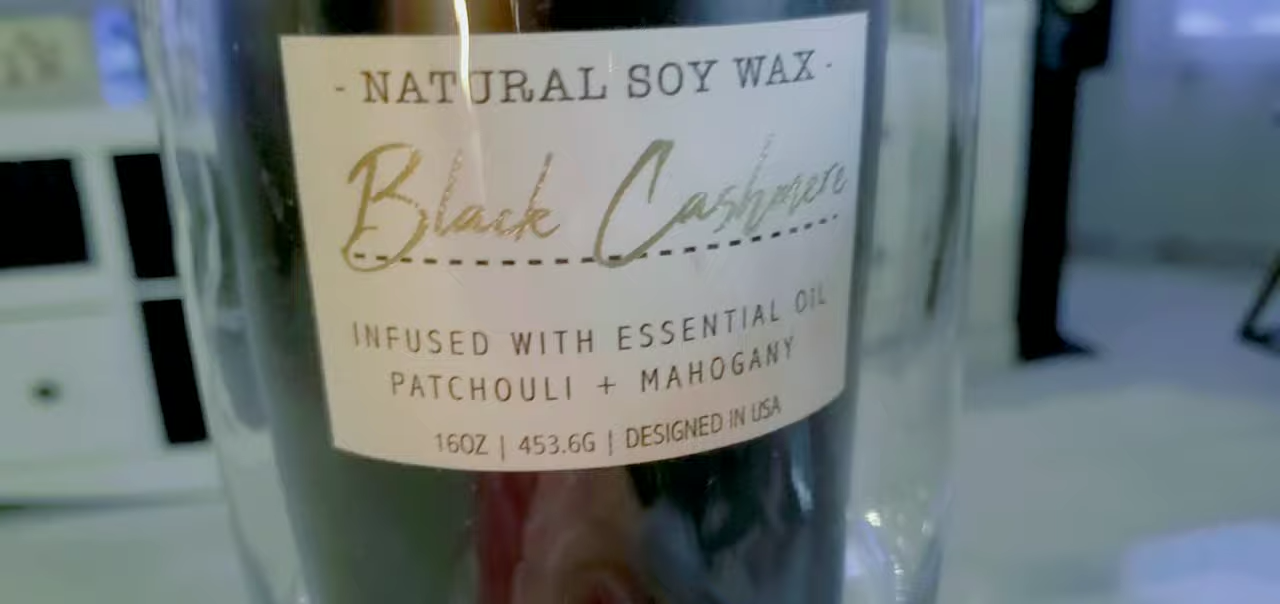 - NATURAL SOY WAX -
Black Cashmere
INFUSED WITH ESSENTIAL OIL
PATCHOULI + MAHOGANY
16OZ | 453.6G | DESIGNED IN USA